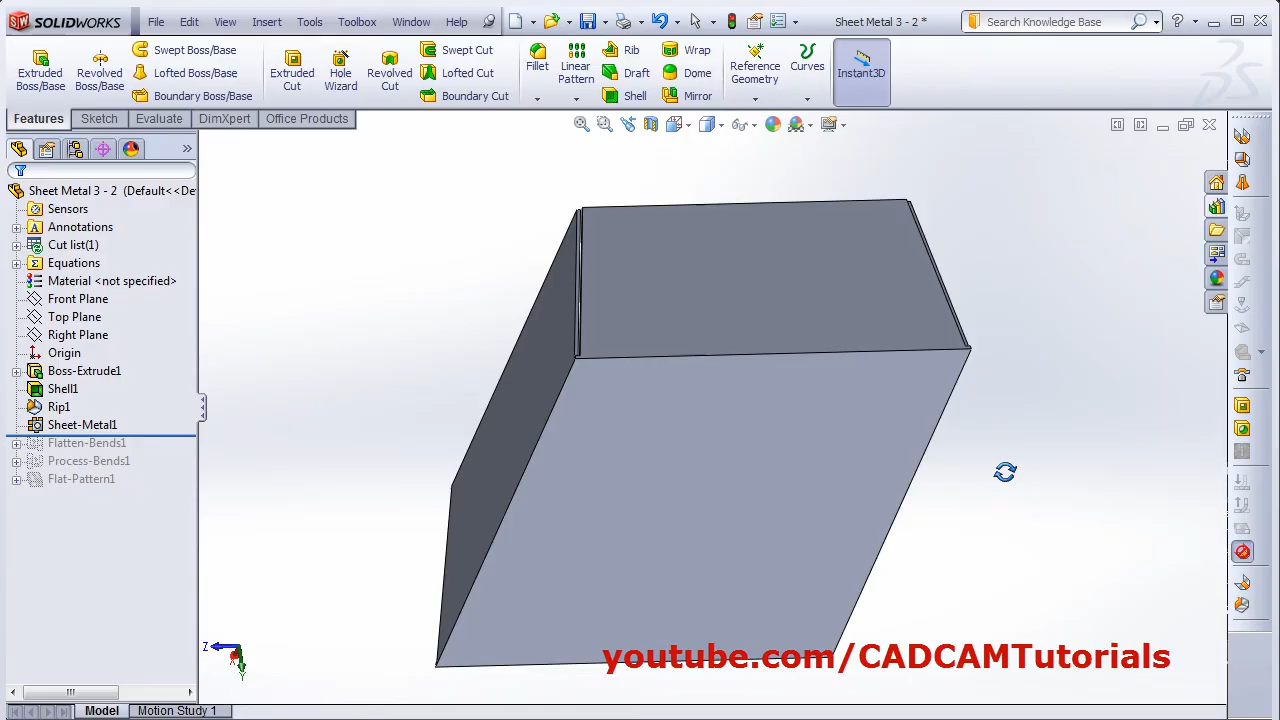 SOLIDWORKS File Edit View Insert Tools Toolbox Window Help Sheet Metal 3 - 2 * Search Knowledge Base
Extruded Boss/Base
Revolved Boss/Base
Swept Boss/Base
Lofted Boss/Base
Boundary Boss/Base
Extruded Cut
Hole Wizard
Revolved Cut
Swept Cut
Lofted Cut
Boundary Cut
Fillet
Linear Pattern
Rib
Draft
Shell
Wrap
Dome
Mirror
Reference Geometry
Curves
Instant3D
Features Sketch Evaluate DimXpert Office Products
Sheet Metal 3 - 2 (Default<<De
Sensors
Annotations
Cut list(1)
Equations
Material <not specified>
Front Plane
Top Plane
Right Plane
Origin
Boss-Extrude1
Shell1
Rip1
Sheet-Metal1
Flatten-Bends1
Process-Bends1
Flat-Pattern1
Z
youtube.com/CADCAMTutorials
Model Motion Study 1